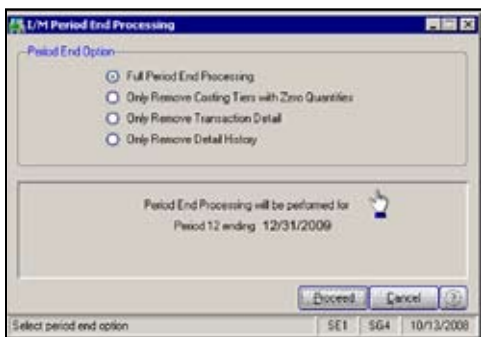 I/M Period End Processing
Period End Option
Full Period End Processing
Only Remove Costing Tiers with Zero Quantities
Only Remove Transaction Detail
Only Remove Detail History
Period End Processing will be performed for
Period 12 ending 12/31/2009
Proceed Cancel ?
Select period end option SE1 SG4 10/13/2008